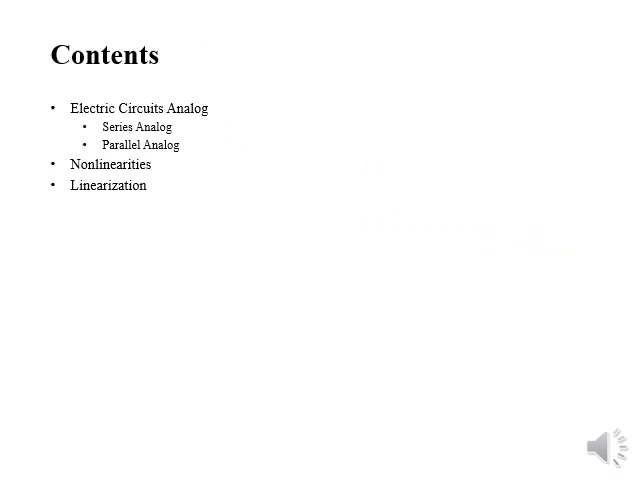 Contents
• Electric Circuits Analog
• Series Analog
• Parallel Analog
• Nonlinearities
• Linearization